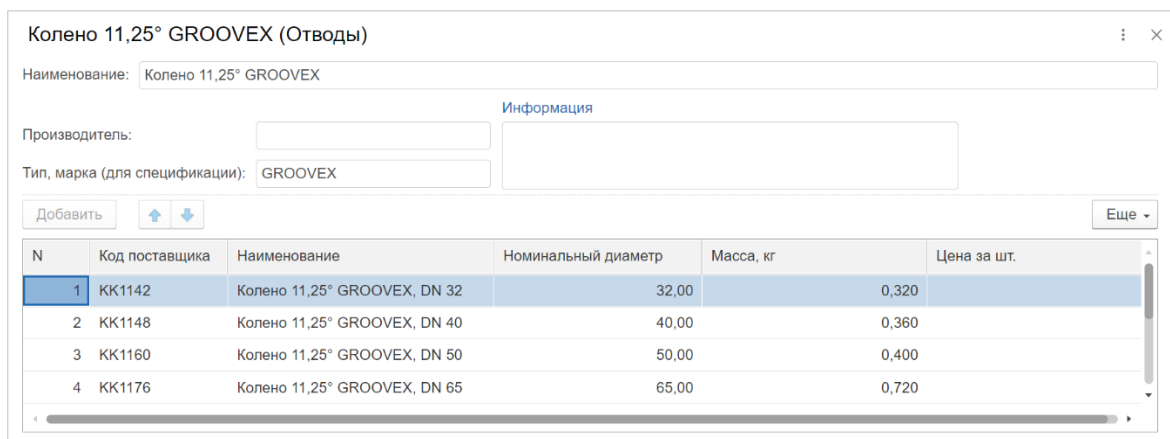 Колено 11,25° GROOVEX (Отводы)
Наименование: Колено 11,25° GROOVEX
Информация
Производитель:
Тип, марка (для спецификации): GROOVEX
Добавить Еще
N Код поставщика Наименование Номинальный диаметр Масса, кг Цена за шт.
1 KK1142 Колено 11,25° GROOVEX, DN 32 32,00 0,320
2 KK1148 Колено 11,25° GROOVEX, DN 40 40,00 0,360
3 KK1160 Колено 11,25° GROOVEX, DN 50 50,00 0,400
4 KK1176 Колено 11,25° GROOVEX, DN 65 65,00 0,720